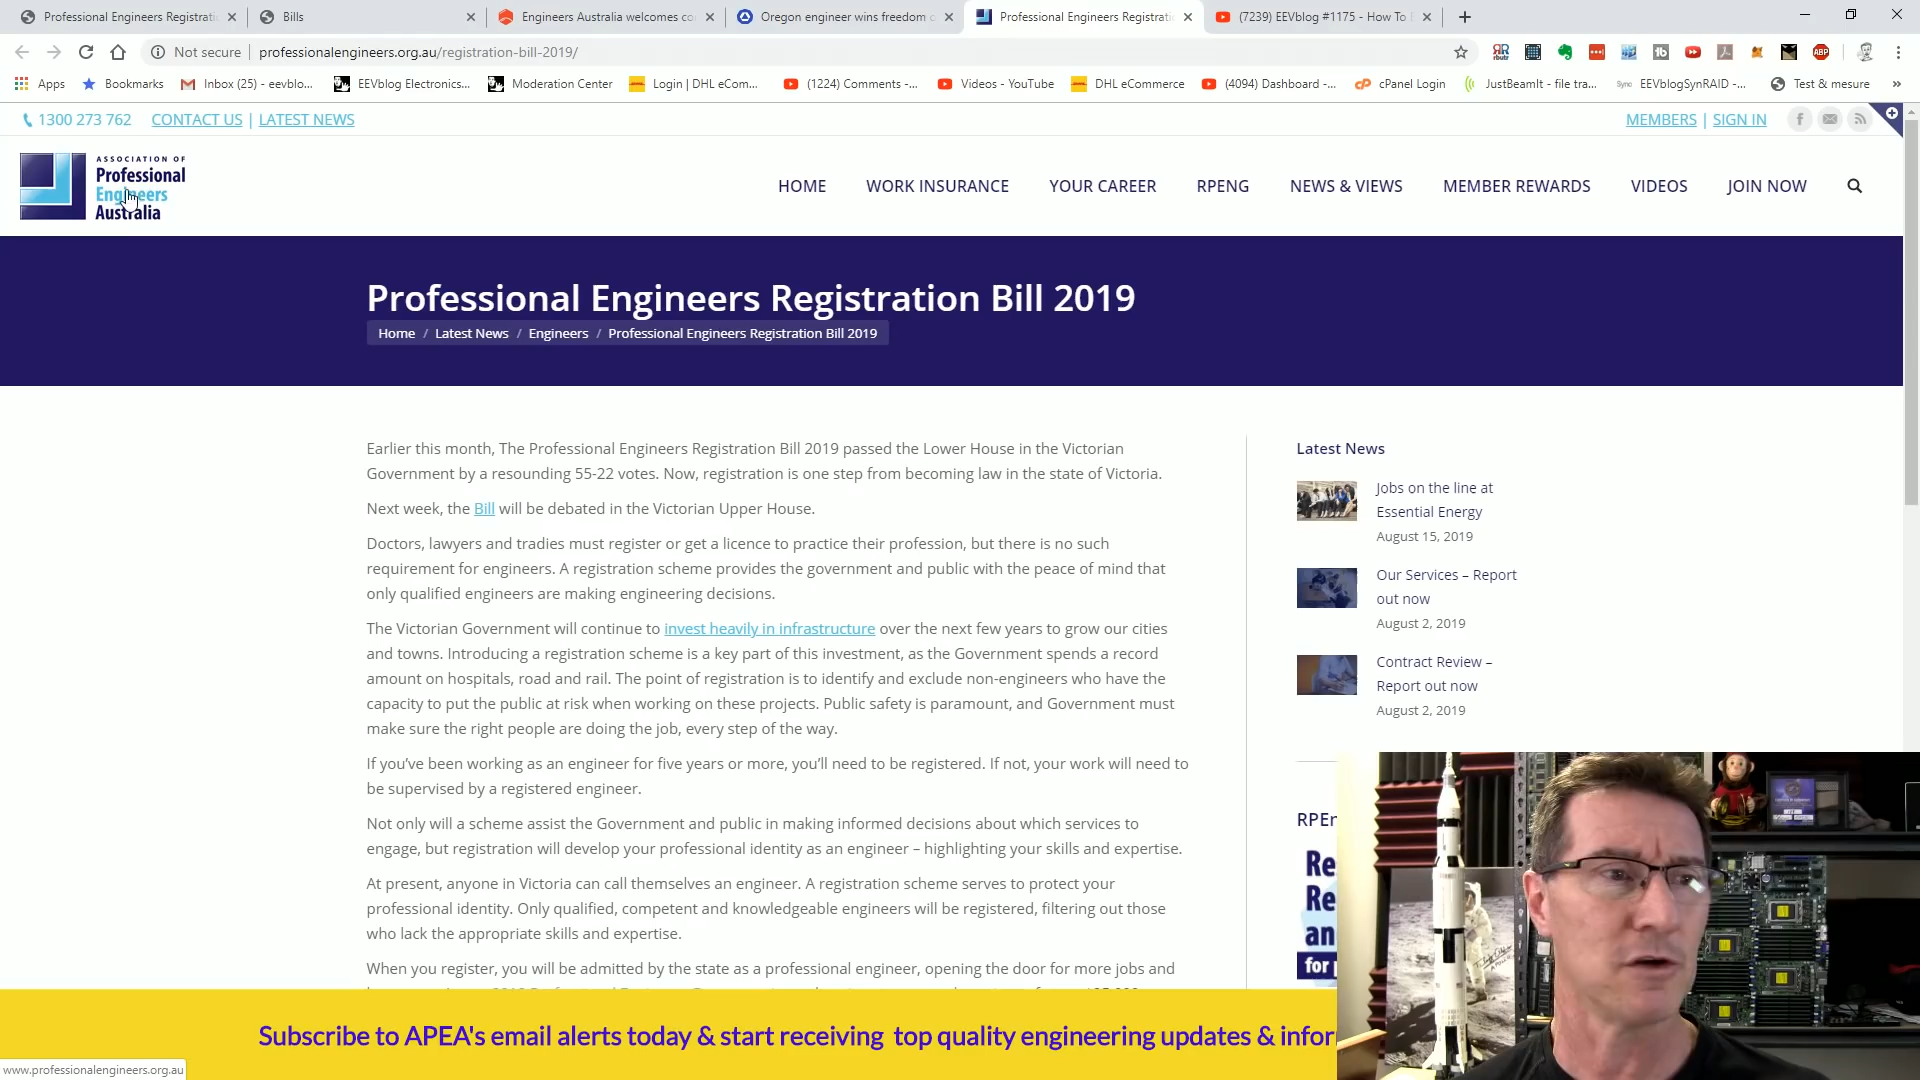 Professional Engineers Registrati
Bills
Engineers Australia welcomes co
Oregon engineer wins freedom o
Professional Engineers Registrati
(7239) EEVblog #1175 - How To
Not secure
professionalengineers.org.au/registration-bill-2019/
Apps
Bookmarks
Inbox (25) - eevblo...
EEVblog Electronics...
Moderation Center
Login | DHL eCom...
(1224) Comments -...
Videos - YouTube
DHL eCommerce
(4094) Dashboard -...
cPanel Login
JustBeamIt - file tra...
EEVblogSynRAID -...
Test & mesure
1300 273 762
CONTACT US | LATEST NEWS
MEMBERS | SIGN IN
ASSOCIATION OF
Professional
Engineers
Australia
HOME
WORK INSURANCE
YOUR CAREER
RPENG
NEWS & VIEWS
MEMBER REWARDS
VIDEOS
JOIN NOW
Professional Engineers Registration Bill 2019
Home / Latest News / Engineers / Professional Engineers Registration Bill 2019
Earlier this month, The Professional Engineers Registration Bill 2019 passed the Lower House in the Victorian
Government by a resounding 55-22 votes. Now, registration is one step from becoming law in the state of Victoria.
Next week, the Bill will be debated in the Victorian Upper House.
Doctors, lawyers and tradies must register or get a licence to practice their profession, but there is no such
requirement for engineers. A registration scheme provides the government and public with the peace of mind that
only qualified engineers are making engineering decisions.
The Victorian Government will continue to invest heavily in infrastructure over the next few years to grow our cities
and towns. Introducing a registration scheme is a key part of this investment, as the Government spends a record
amount on hospitals, road and rail. The point of registration is to identify and exclude non-engineers who have the
capacity to put the public at risk when working on these projects. Public safety is paramount, and Government must
make sure the right people are doing the job, every step of the way.
If you've been working as an engineer for five years or more, you'll need to be registered. If not, your work will need to
be supervised by a registered engineer.
Not only will a scheme assist the Government and public in making informed decisions about which services to
engage, but registration will develop your professional identity as an engineer – highlighting your skills and expertise.
At present, anyone in Victoria can call themselves an engineer. A registration scheme serves to protect your
professional identity. Only qualified, competent and knowledgeable engineers will be registered, filtering out those
who lack the appropriate skills and expertise.
When you register, you will be admitted by the state as a professional engineer, opening the door for more jobs and
Latest News
Jobs on the line at
Essential Energy
August 15, 2019
Our Services – Report
out now
August 2, 2019
Contract Review –
Report out now
August 2, 2019
RPEn
Re
Re
an
for p
Subscribe to APEA's email alerts today & start receiving top quality engineering updates & infor
www.professionalengineers.org.au